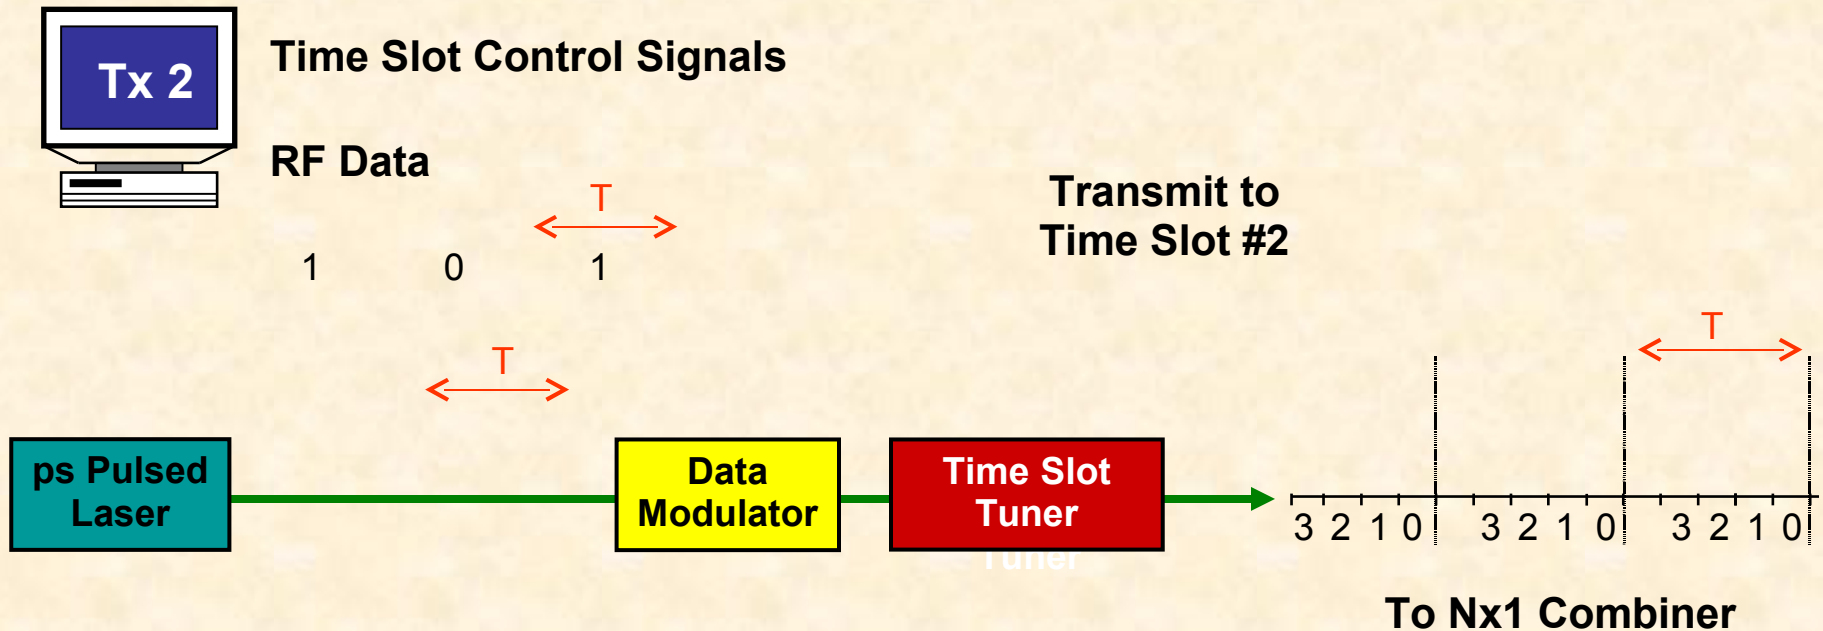 Tx 2
Time Slot Control Signals
RF Data
T
1 0 1
Transmit to
Time Slot #2
T
T
ps Pulsed
Laser
Data
Modulator
Time Slot
Tuner
Tuner
3 2 1 0 3 2 1 0 3 2 1 0
To Nx1 Combiner